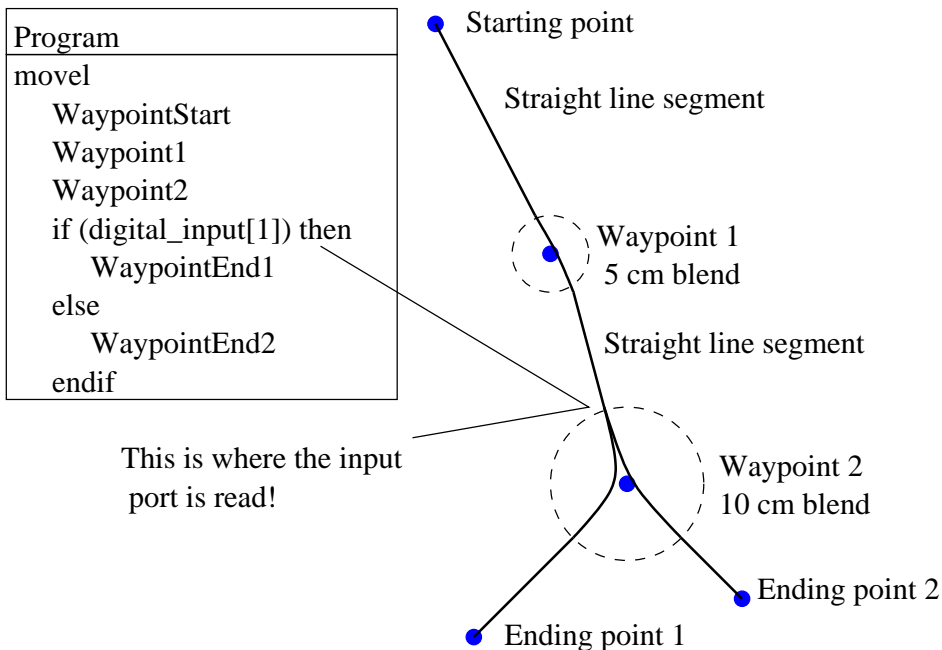 Program
movel
WaypointStart
Waypoint1
Waypoint2
if (digital_input[1]) then
WaypointEnd1
else
WaypointEnd2
endif
This is where the input
port is read!
Starting point
Straight line segment
Waypoint 1
5 cm blend
Straight line segment
Waypoint 2
10 cm blend
Ending point 2
Ending point 1